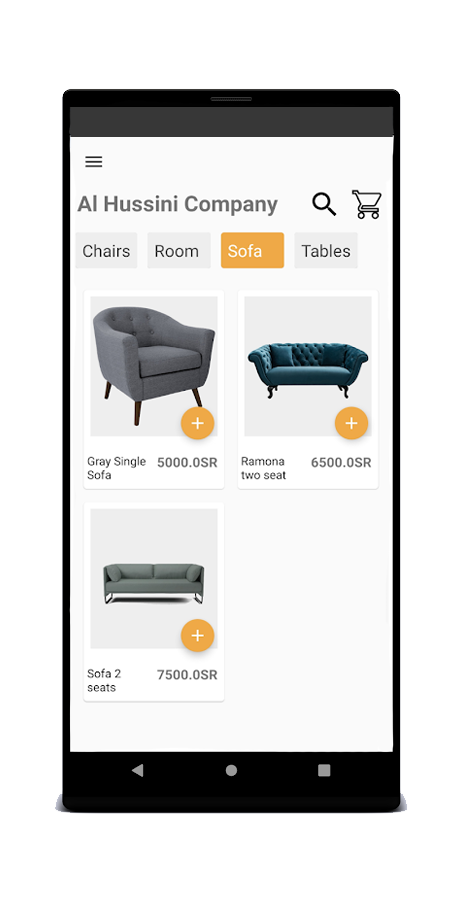 Al Hussini Company
Chairs
Room
Sofa
Tables
Gray Single
Sofa
5000.0SR
Ramona
two seat
6500.0SR
Sofa 2
seats
7500.0SR